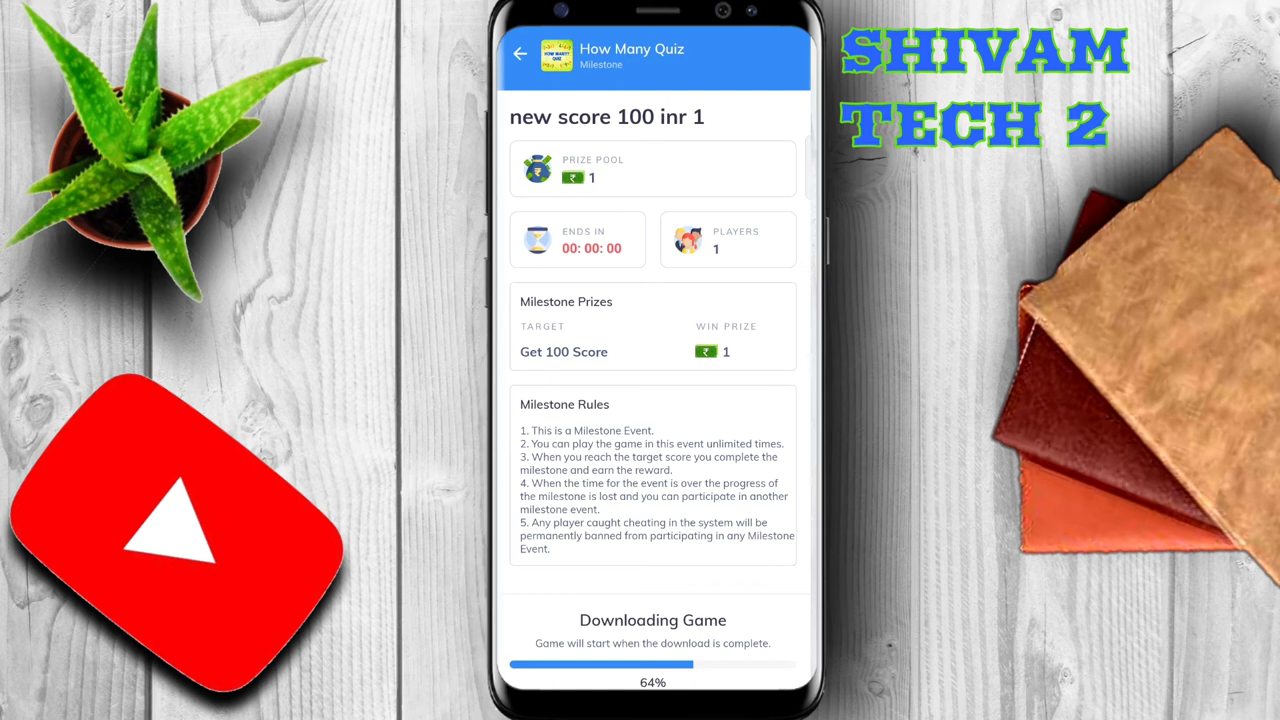 SHIVAM
TECH 2
HOW MANY?
QUIZ
How Many Quiz
Milestone
new score 100 inr 1
PRIZE POOL
₹ 1
ENDS IN
00: 00: 00
PLAYERS
1
Milestone Prizes
TARGET WIN PRIZE
Get 100 Score ₹ 1
Milestone Rules
1. This is a Milestone Event.
2. You can play the game in this event unlimited times.
3. When you reach the target score you complete the
milestone and earn the reward.
4. When the time for the event is over the progress of
the milestone is lost and you can participate in another
milestone event.
5. Any player caught cheating in the system will be
permanently banned from participating in any Milestone
Event.
Downloading Game
Game will start when the download is complete.
64%